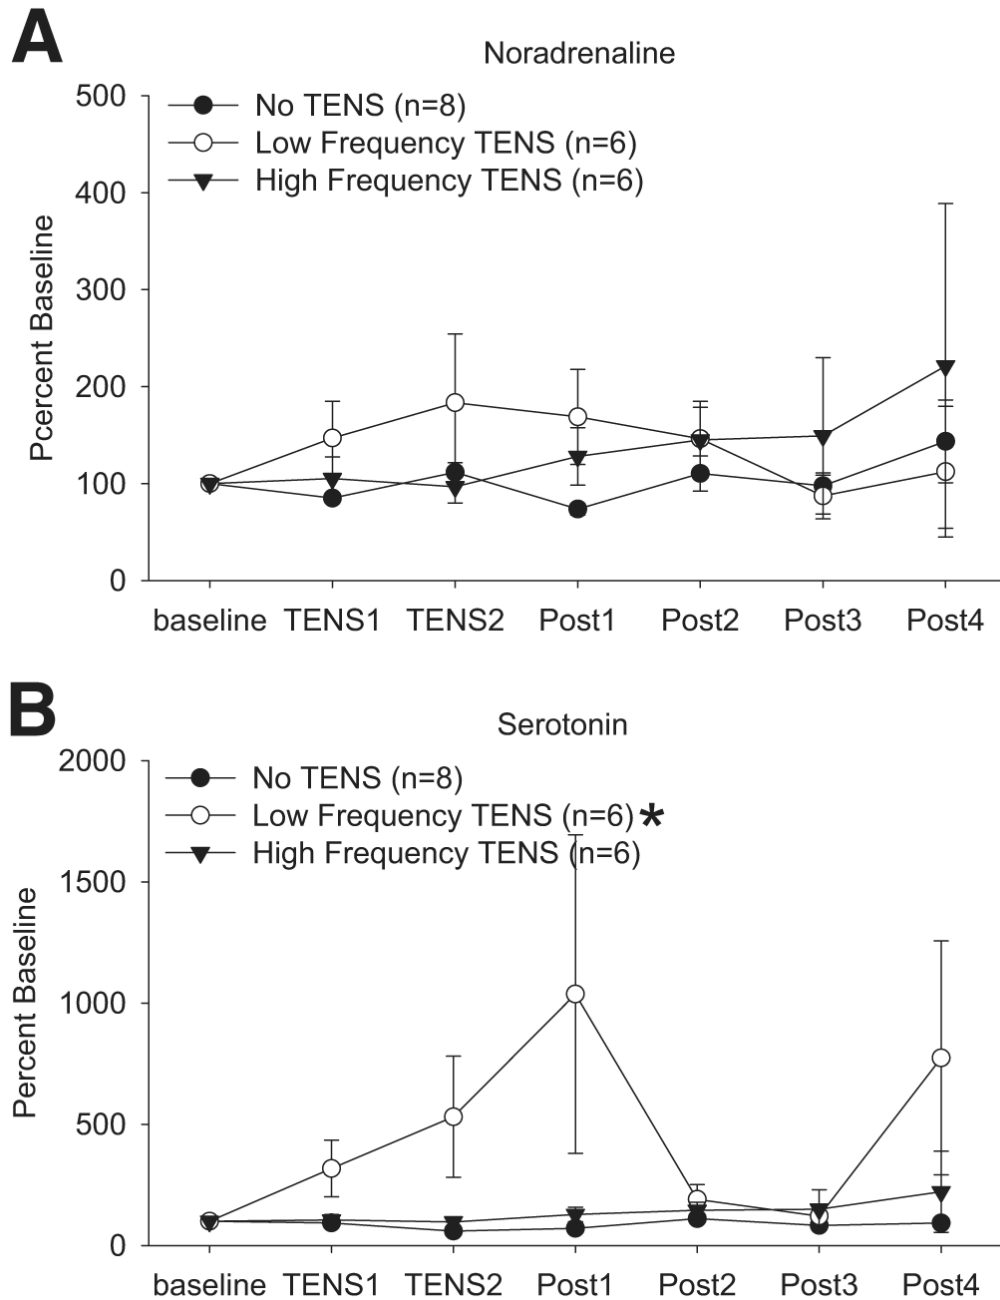 A
Noradrenaline
500
No TENS (n=8)
Low Frequency TENS (n=6)
High Frequency TENS (n=6)
400
300
200
100
0
Pcercent Baseline
baseline TENS1 TENS2 Post1 Post2 Post3 Post4
B
Serotonin
2000
No TENS (n=8)
Low Frequency TENS (n=6) *
High Frequency TENS (n=6)
1500
1000
500
0
Percent Baseline
baseline TENS1 TENS2 Post1 Post2 Post3 Post4